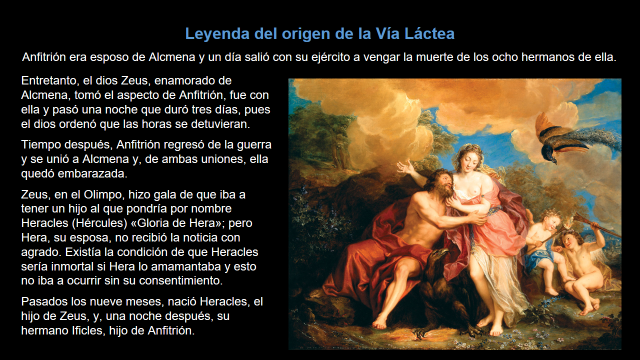 Leyenda del origen de la Vía Láctea
Anfitrión era esposo de Alcmena y un día salió con su ejército a vengar la muerte de los ocho hermanos de ella.
Entretanto, el dios Zeus, enamorado de
Alcmena, tomó el aspecto de Anfitrión, fue con
ella y pasó una noche que duró tres días, pues
el dios ordenó que las horas se detuvieran.
Tiempo después, Anfitrión regresó de la guerra
y se unió a Alcmena y, de ambas uniones, ella
quedó embarazada.
Zeus, en el Olimpo, hizo gala de que iba a
tener un hijo al que pondría por nombre
Heracles (Hércules) «Gloria de Hera»; pero
Hera, su esposa, no recibió la noticia con
agrado. Existía la condición de que Heracles
sería inmortal si Hera lo amamantaba y esto
no iba a ocurrir sin su consentimiento.
Pasados los nueve meses, nació Heracles, el
hijo de Zeus, y, una noche después, su
hermano Ificles, hijo de Anfitrión.